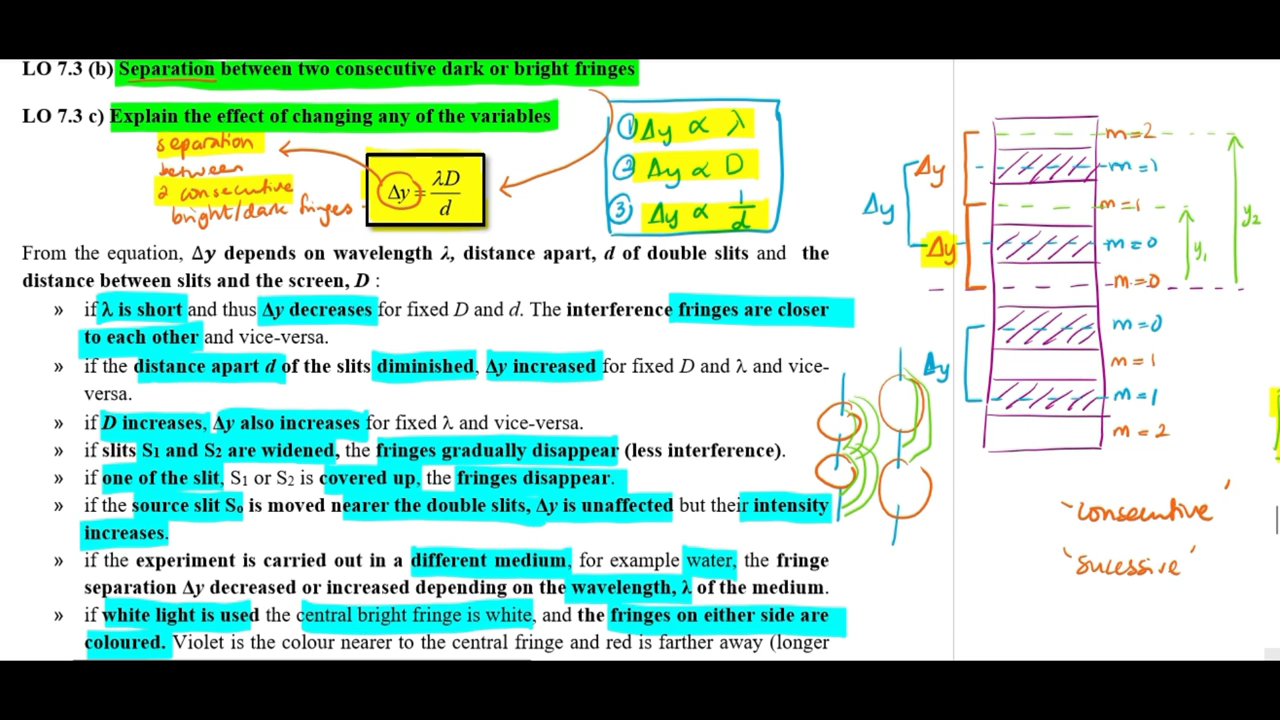 LO 7.3 (b) Separation between two consecutive dark or bright fringes
LO 7.3 c) Explain the effect of changing any of the variables
separation
between
2 consecutive
bright/dark fringes
Δy = λD/d
① Δy ∝ λ
② Δy ∝ D
③ Δy ∝ 1/d
From the equation, Δy depends on wavelength λ, distance apart, d of double slits and the
distance between slits and the screen, D :
» if λ is short and thus Δy decreases for fixed D and d. The interference fringes are closer
to each other and vice-versa.
» if the distance apart d of the slits diminished, Δy increased for fixed D and λ and vice-
versa.
» if D increases, Δy also increases for fixed λ and vice-versa.
» if slits S1 and S2 are widened, the fringes gradually disappear (less interference).
» if one of the slit, S1 or S2 is covered up, the fringes disappear.
» if the source slit So is moved nearer the double slits, Δy is unaffected but their intensity
increases.
» if the experiment is carried out in a different medium, for example water, the fringe
separation Δy decreased or increased depending on the wavelength, λ of the medium.
» if white light is used the central bright fringe is white, and the fringes on either side are
coloured. Violet is the colour nearer to the central fringe and red is farther away (longer
m=2
Δy m=1
Δy m=1 y1 y2
Δy m=0
m=0
m=0
Δy m=1
m=1
m=2
'consecutive'
'sucessive'